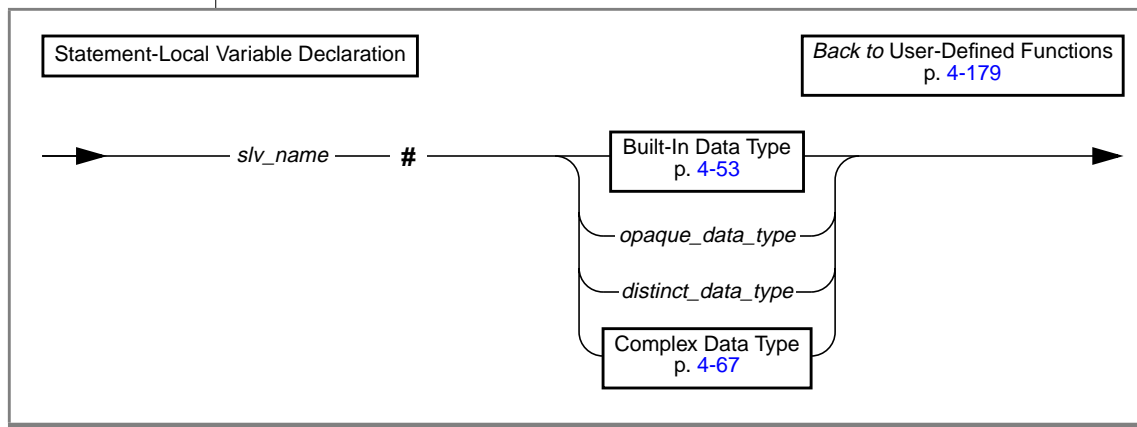 Statement-Local Variable Declaration
Back to User-Defined Functions
p. 4-179
slv_name #
Built-In Data Type
p. 4-53
opaque_data_type
distinct_data_type
Complex Data Type
p. 4-67